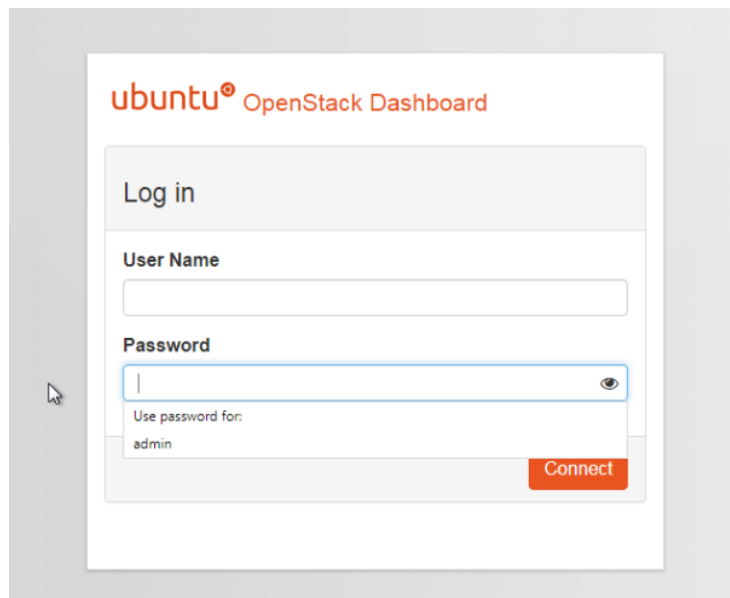 ubuntu® OpenStack Dashboard
Log in
User Name
Password
Use password for:
admin
Connect